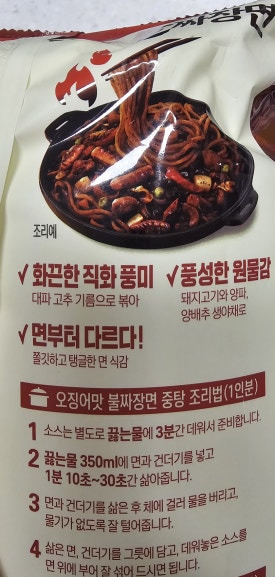 짜장면
조리예
✓ 화끈한 직화 풍미
대파 고추 기름으로 볶아
✓ 풍성한 원물감
돼지고기와 양파,
양배추 생야채로
✓ 면부터 다르다!
쫄깃하고 탱글한 면 식감
오징어맛 불짜장면 중탕 조리법(1인분)
1 소스는 별도로 끓는물에 3분간 데워서 준비합니다.
2 끓는물 350ml에 면과 건더기를 넣고
1분 10초~30초간 삶아줍니다.
3 면과 건더기를 삶은 후 체에 걸러 물을 버리고,
물기가 없도록 잘 털어줍니다.
4 삶은 면, 건더기를 그릇에 담고, 데워놓은 소스를
면 위에 부어 잘 섞어 드시면 됩니다.